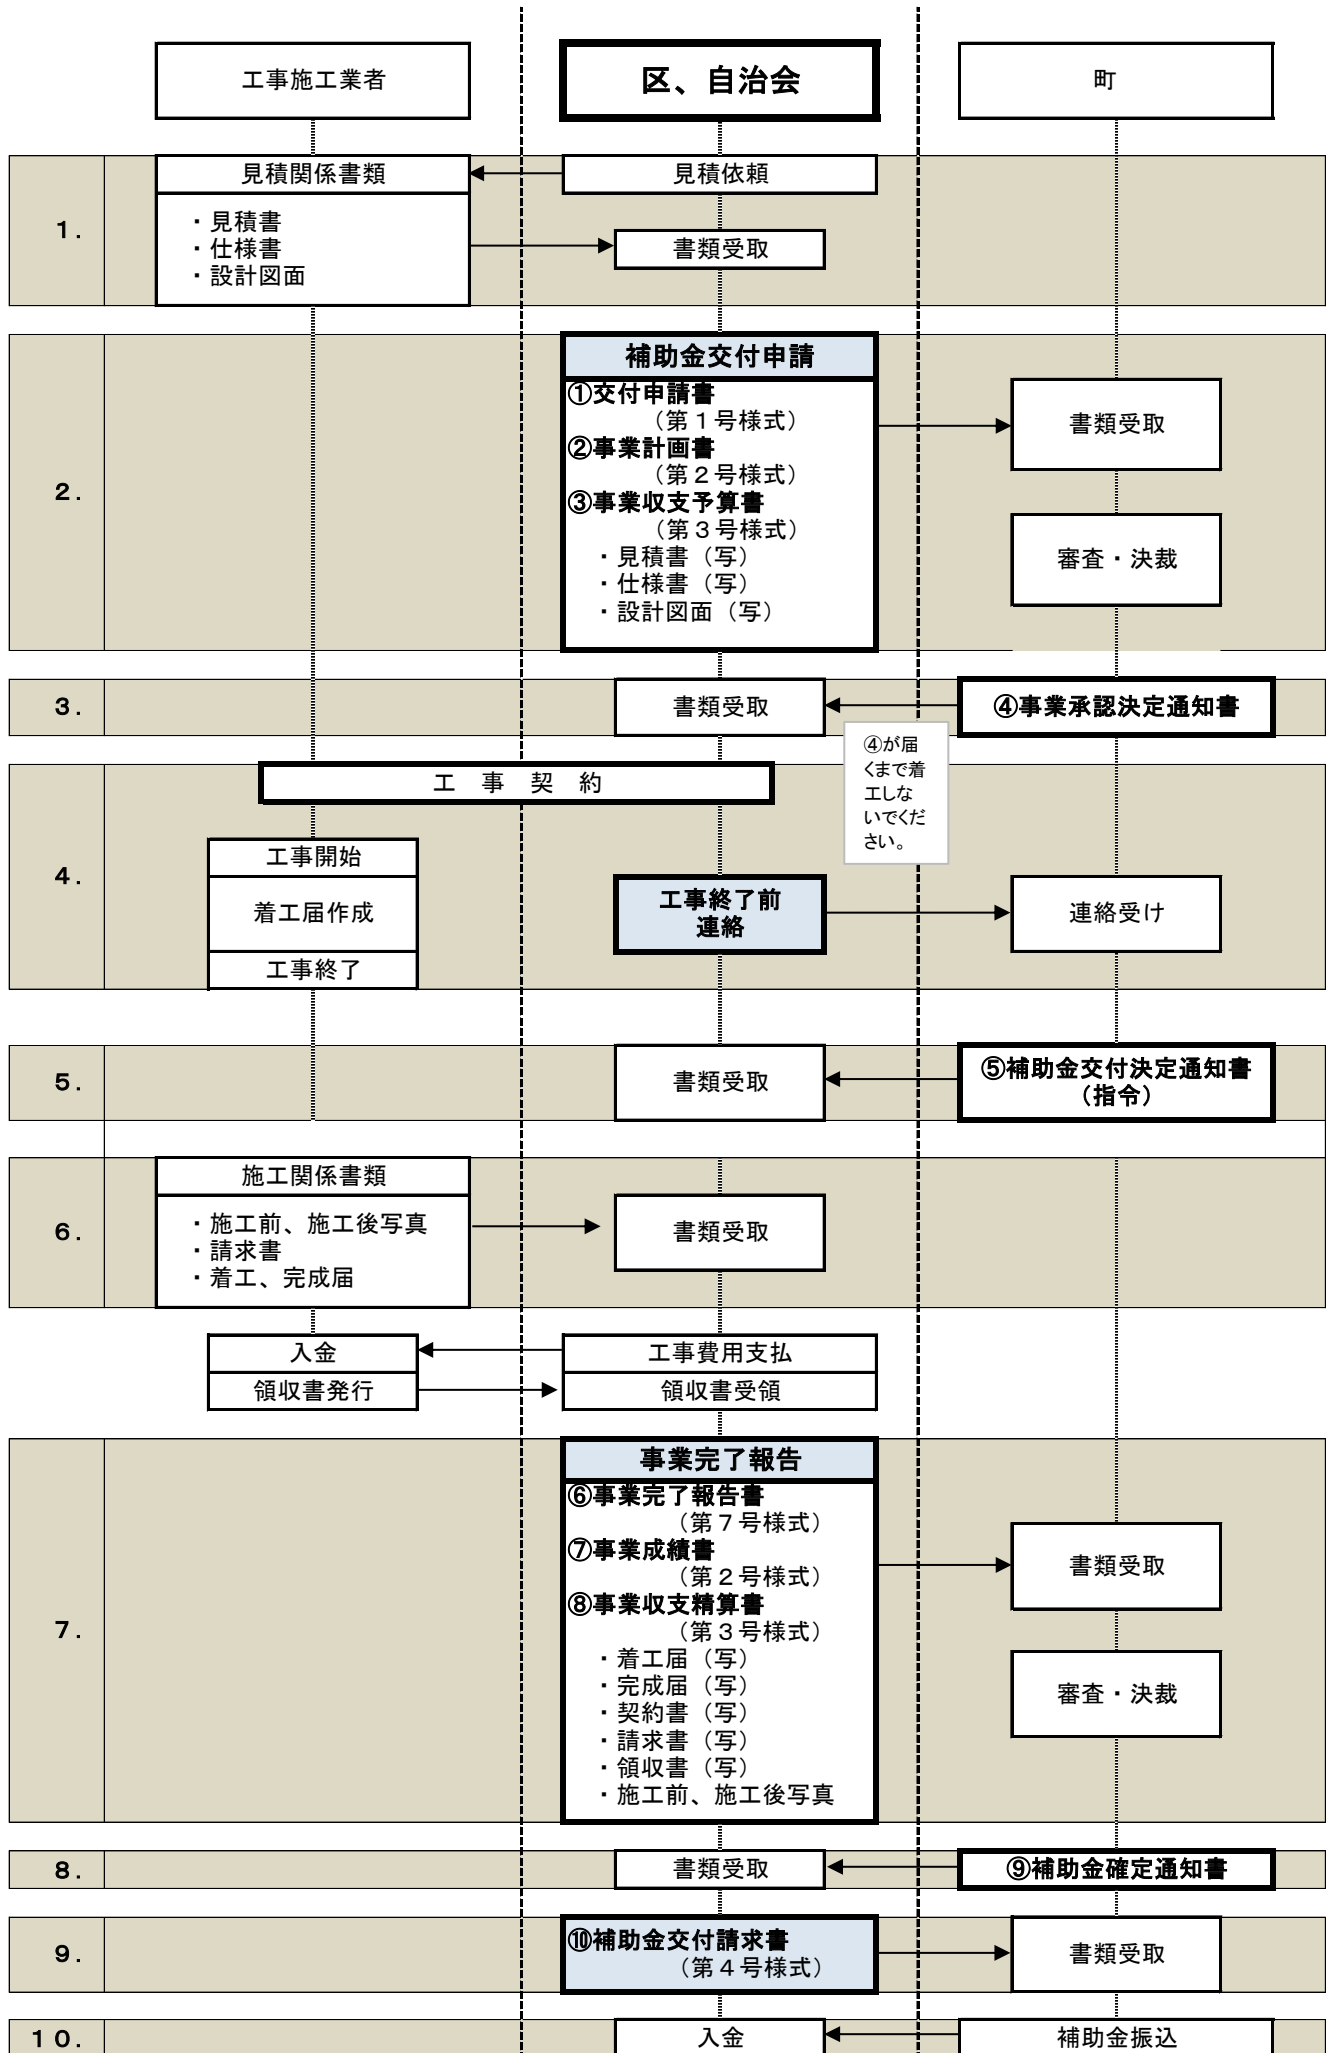 工事施工業者
区、自治会
町
1.
見積関係書類
見積依頼
・見積書
・仕様書
・設計図面
書類受取
2.
補助金交付申請
①交付申請書
（第1号様式）
②事業計画書
（第2号様式）
③事業収支予算書
（第3号様式）
・見積書（写）
・仕様書（写）
・設計図面（写）
書類受取
審査・決裁
3.
書類受取
④事業承認決定通知書
④が届
くまで着
工しな
いでくだ
さい。
4.
工 事 契 約
工事開始
着工届作成
工事終了
工事終了前
連絡
連絡受け
5.
書類受取
⑤補助金交付決定通知書
（指令）
6.
施工関係書類
・施工前、施工後写真
・請求書
・着工、完成届
書類受取
入金
工事費用支払
領収書発行
領収書受領
7.
事業完了報告
⑥事業完了報告書
（第7号様式）
⑦事業成績書
（第2号様式）
⑧事業収支精算書
（第3号様式）
・着工届（写）
・完成届（写）
・契約書（写）
・請求書（写）
・領収書（写）
・施工前、施工後写真
書類受取
審査・決裁
8.
書類受取
⑨補助金確定通知書
9.
⑩補助金交付請求書
（第4号様式）
書類受取
10.
入金
補助金振込